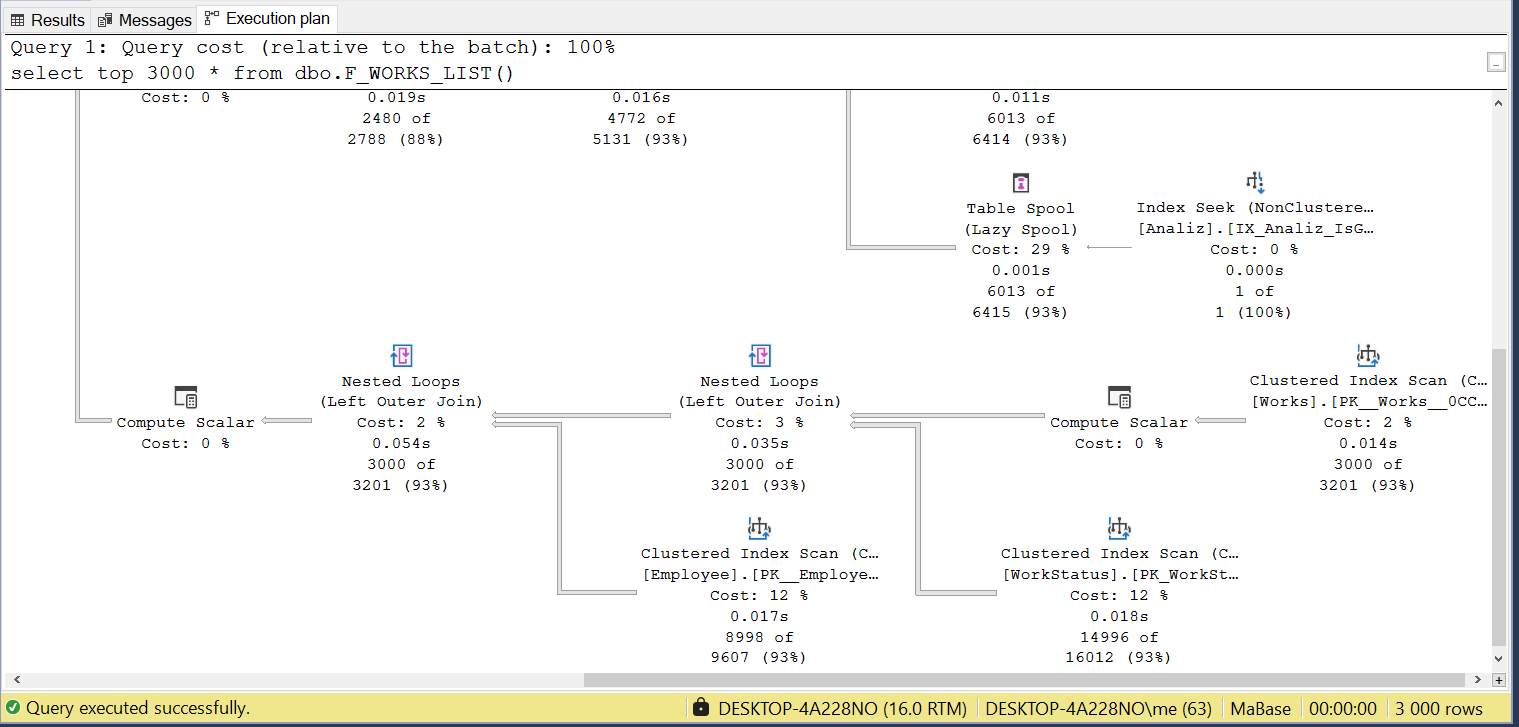 Results Messages Execution plan
Query 1: Query cost (relative to the batch): 100%
select top 3000 * from dbo.F_WORKS_LIST()
Cost: 0 %
0.019s
2480 of
2788 (88%)
0.016s
4772 of
5131 (93%)
0.011s
6013 of
6414 (93%)
Table Spool
(Lazy Spool)
Cost: 29 %
0.001s
6013 of
6415 (93%)
Index Seek (NonClustere…
[Analiz].[IX_Analiz_IsG…
Cost: 0 %
0.000s
1 of
1 (100%)
Compute Scalar
Cost: 0 %
Nested Loops
(Left Outer Join)
Cost: 2 %
0.054s
3000 of
3201 (93%)
Nested Loops
(Left Outer Join)
Cost: 3 %
0.035s
3000 of
3201 (93%)
Compute Scalar
Cost: 0 %
Clustered Index Scan (C…
[Works].[PK__Works__0CC…
Cost: 2 %
0.014s
3000 of
3201 (93%)
Clustered Index Scan (C…
[Employee].[PK__Employe…
Cost: 12 %
0.017s
8998 of
9607 (93%)
Clustered Index Scan (C…
[WorkStatus].[PK_WorkSt…
Cost: 12 %
0.018s
14996 of
16012 (93%)
Query executed successfully. DESKTOP-4A228NO (16.0 RTM) DESKTOP-4A228NO\me (63) MaBase 00:00:00 3 000 rows